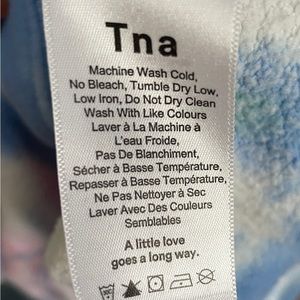 Tna
Machine Wash Cold,
No Bleach, Tumble Dry Low,
Low Iron, Do Not Dry Clean
Wash With Like Colours
Laver à La Machine à
L'eau Froide,
Pas De Blanchiment,
Sécher à Basse Température,
Repasser à Basse Température,
Ne Pas Nettoyer à Sec
Laver Avec Des Couleurs
Semblables
A little love
goes a long way.